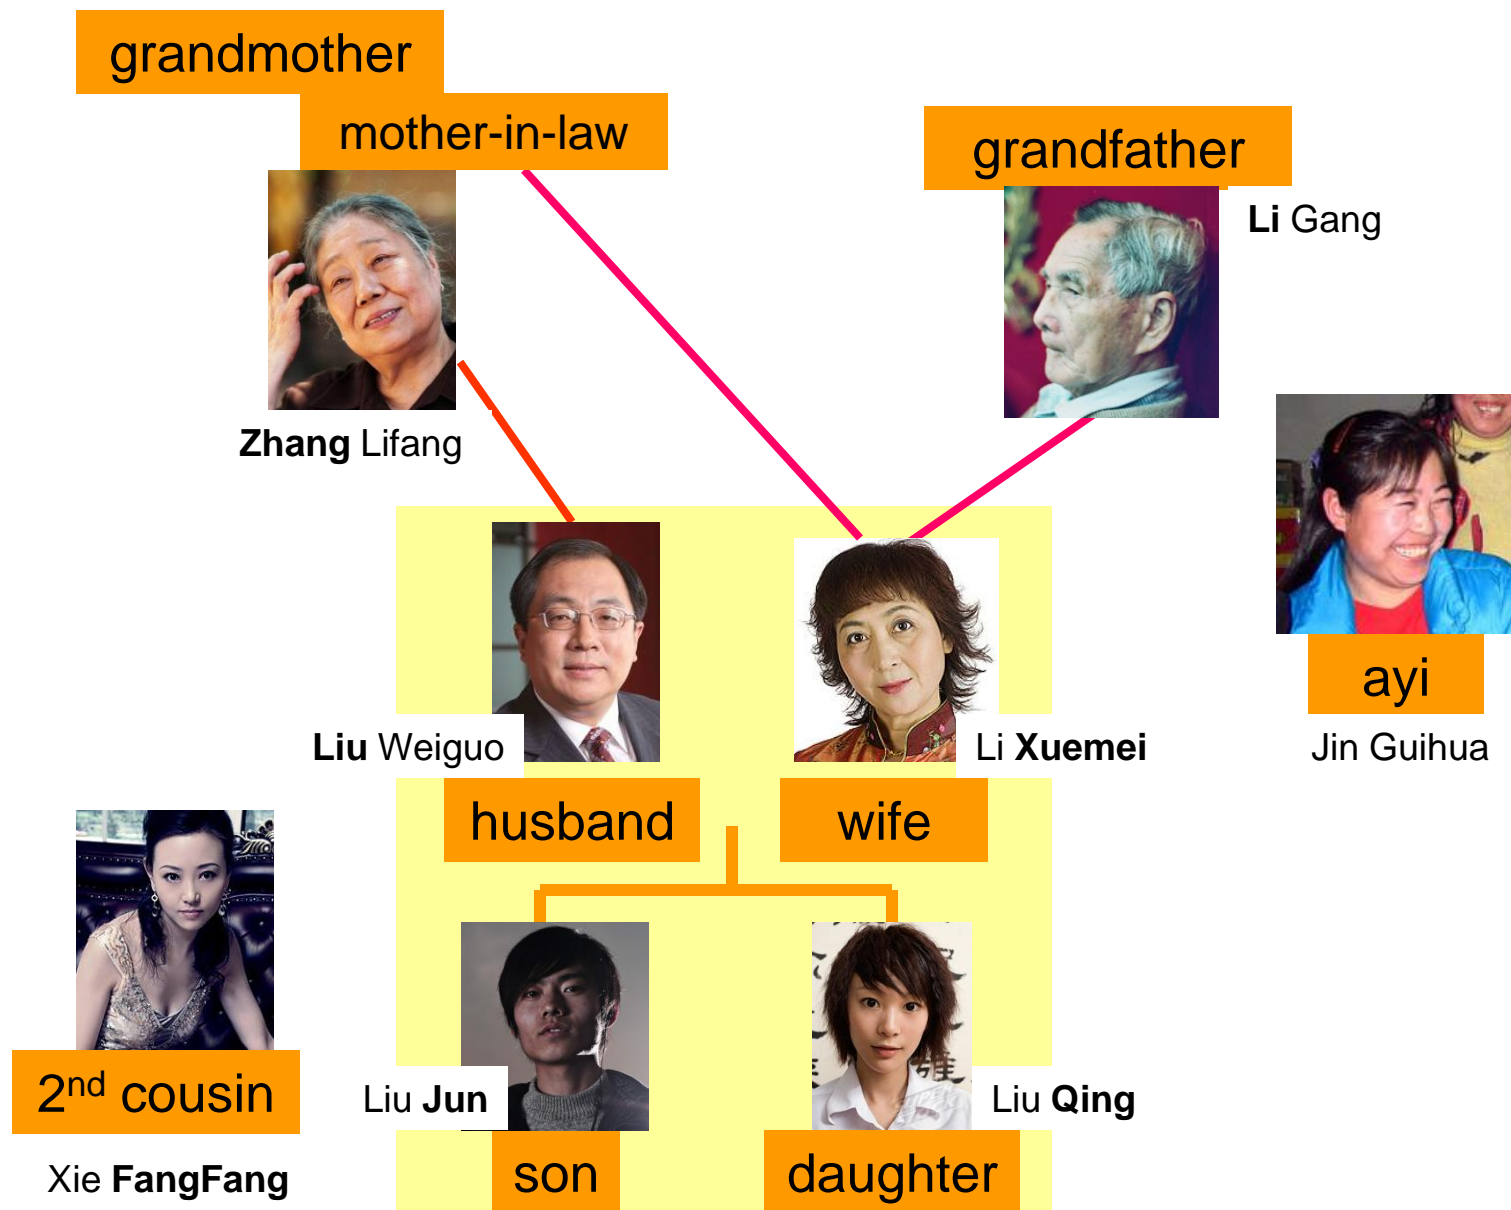 grandmother
mother-in-law
grandfather
Li Gang
Zhang Lifang
Liu Weiguo
Li Xuemei
ayi
Jin Guihua
husband
wife
2nd cousin
Xie FangFang
Liu Jun
Liu Qing
son
daughter